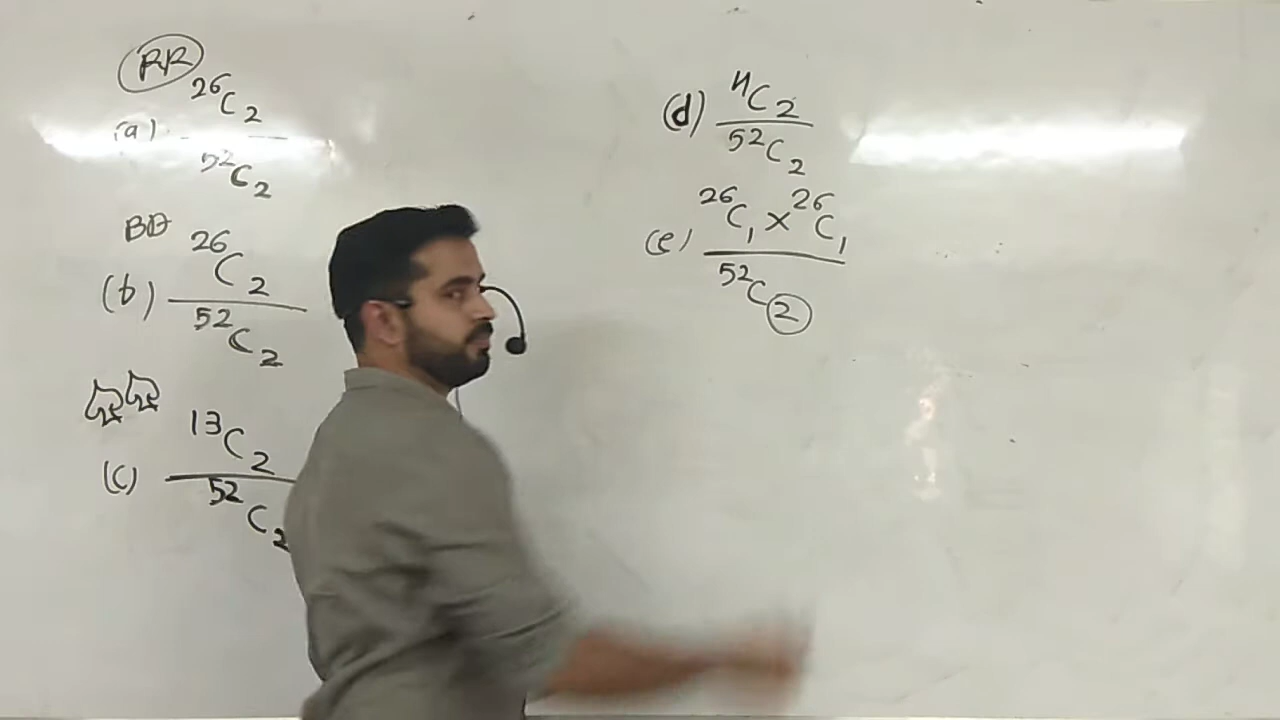 RR
(a) ²⁶C₂ / ⁵²C₂
BB
(b) ²⁶C₂ / ⁵²C₂
(c) ¹³C₂ / ⁵²C₂
(d) ⁴C₂ / ⁵²C₂
(e) ²⁶C₁ × ²⁶C₁ / ⁵²C₂